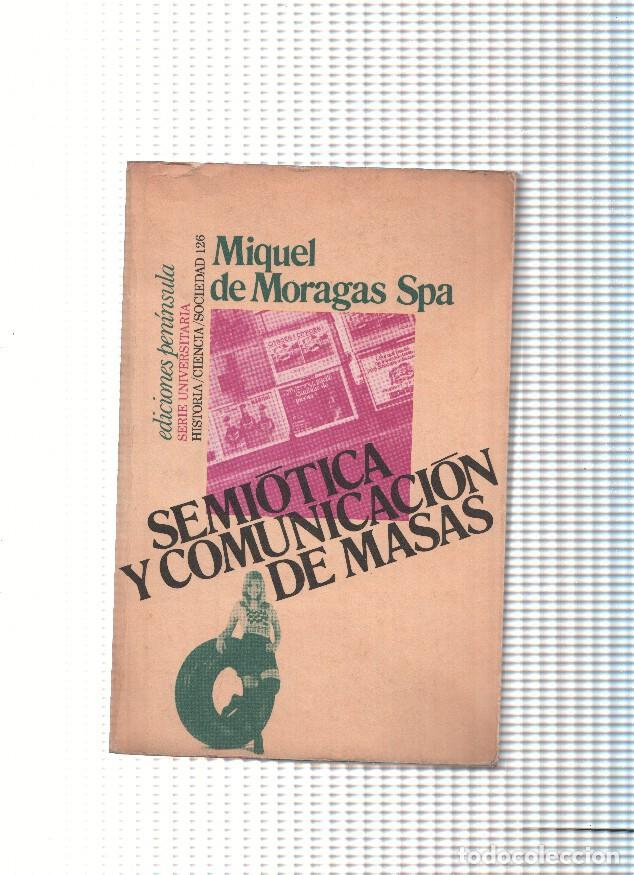 Miquel
de Moragas Spa
ediciones península
SERIE UNIVERSITARIA
HISTORIA/CIENCIA/SOCIEDAD 126
SEMIÓTICA
Y COMUNICACIÓN
DE MASAS
todocoleccion